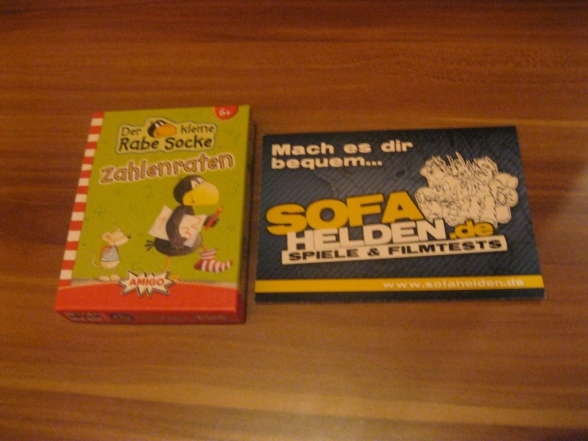 6+
Der kleine
Rabe Socke
Zahlenraten
AMIGO
Mach es dir
bequem...
SOFA
HELDEN.de
SPIELE & FILMTESTS
www.sofahelden.de